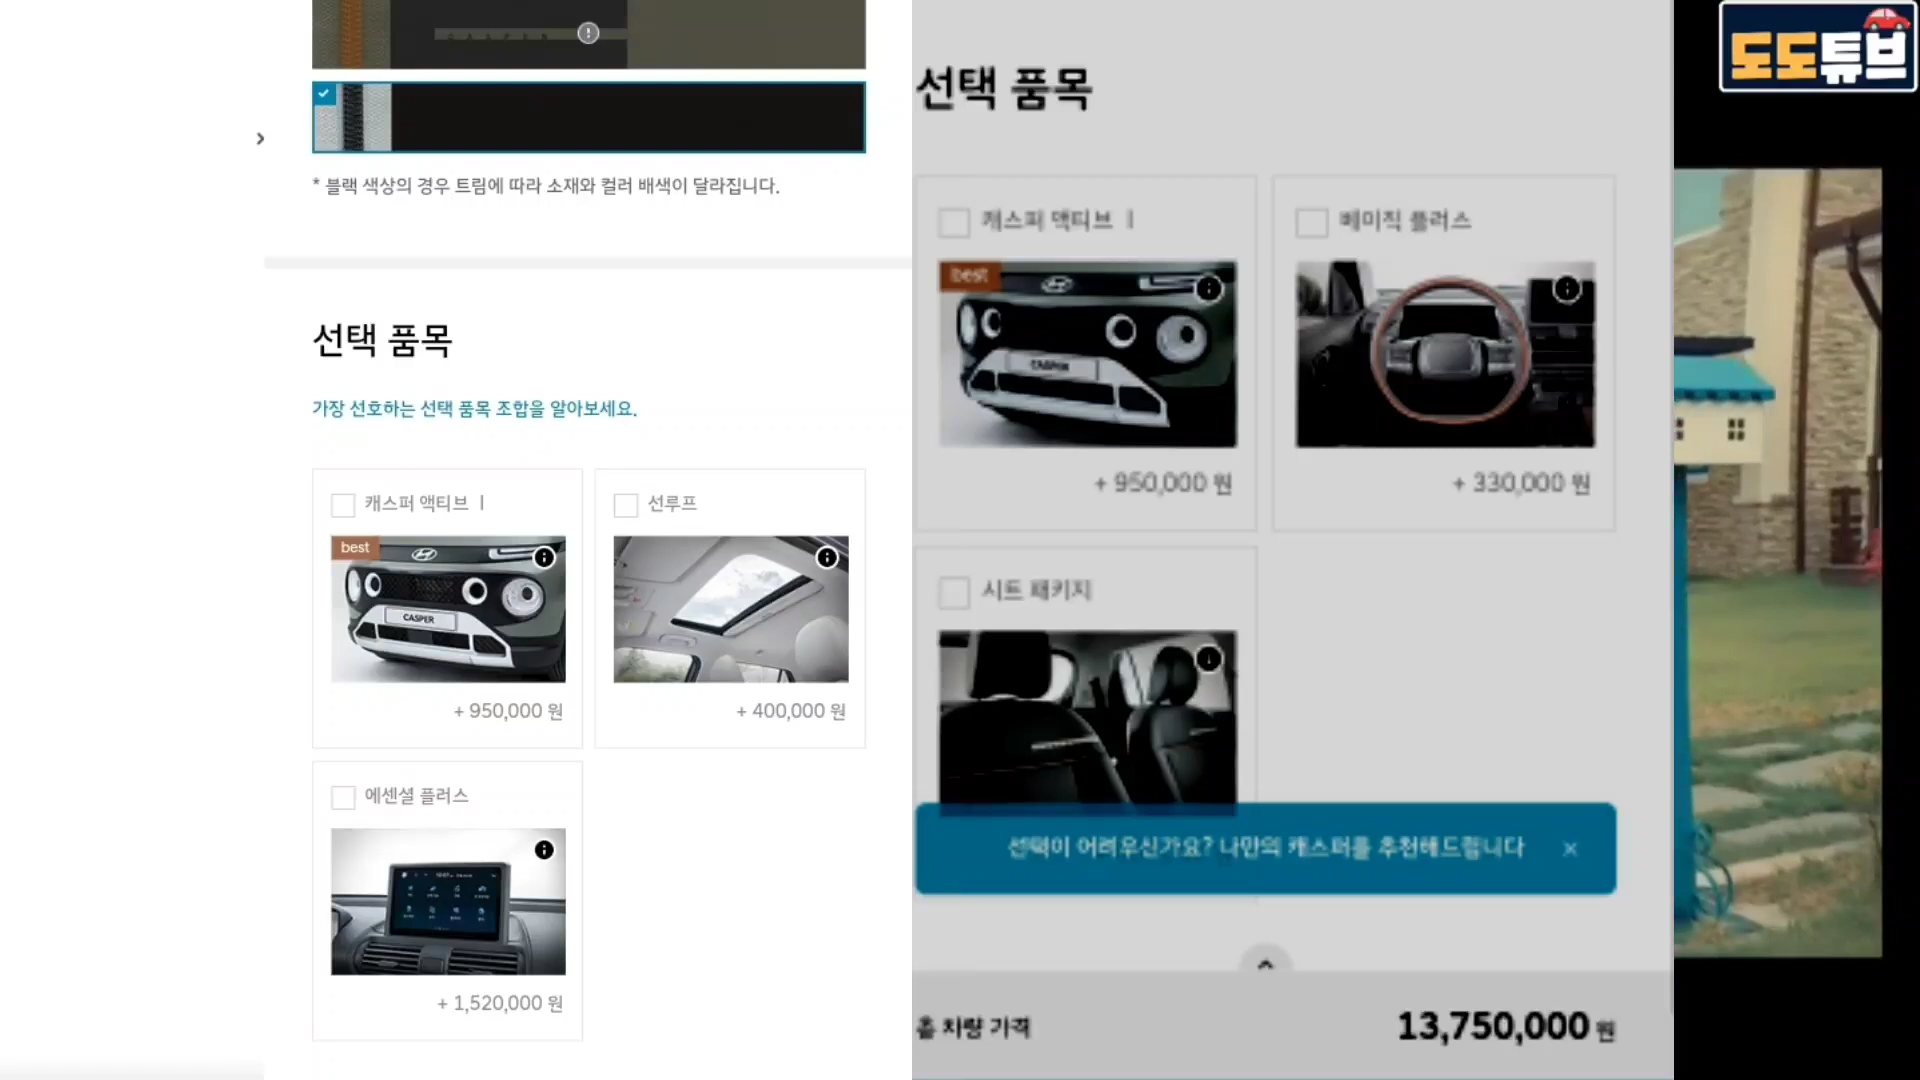 CASPER
* 블랙 색상의 경우 트림에 따라 소재와 컬러 배색이 달라집니다.
선택 품목
가장 선호하는 선택 품목 조합을 알아보세요.
캐스퍼 액티브 Ⅰ
best
CASPER
+ 950,000 원
선루프
+ 400,000 원
에센셜 플러스
+ 1,520,000 원
선택 품목
캐스퍼 액티브 Ⅰ
best
CASPER
+ 950,000 원
베이직 플러스
+ 330,000 원
시트 패키지
선택이 어려우신가요? 나만의 캐스퍼를 추천해드립니다 ×
총 차량 가격
13,750,000 원
도도튜브